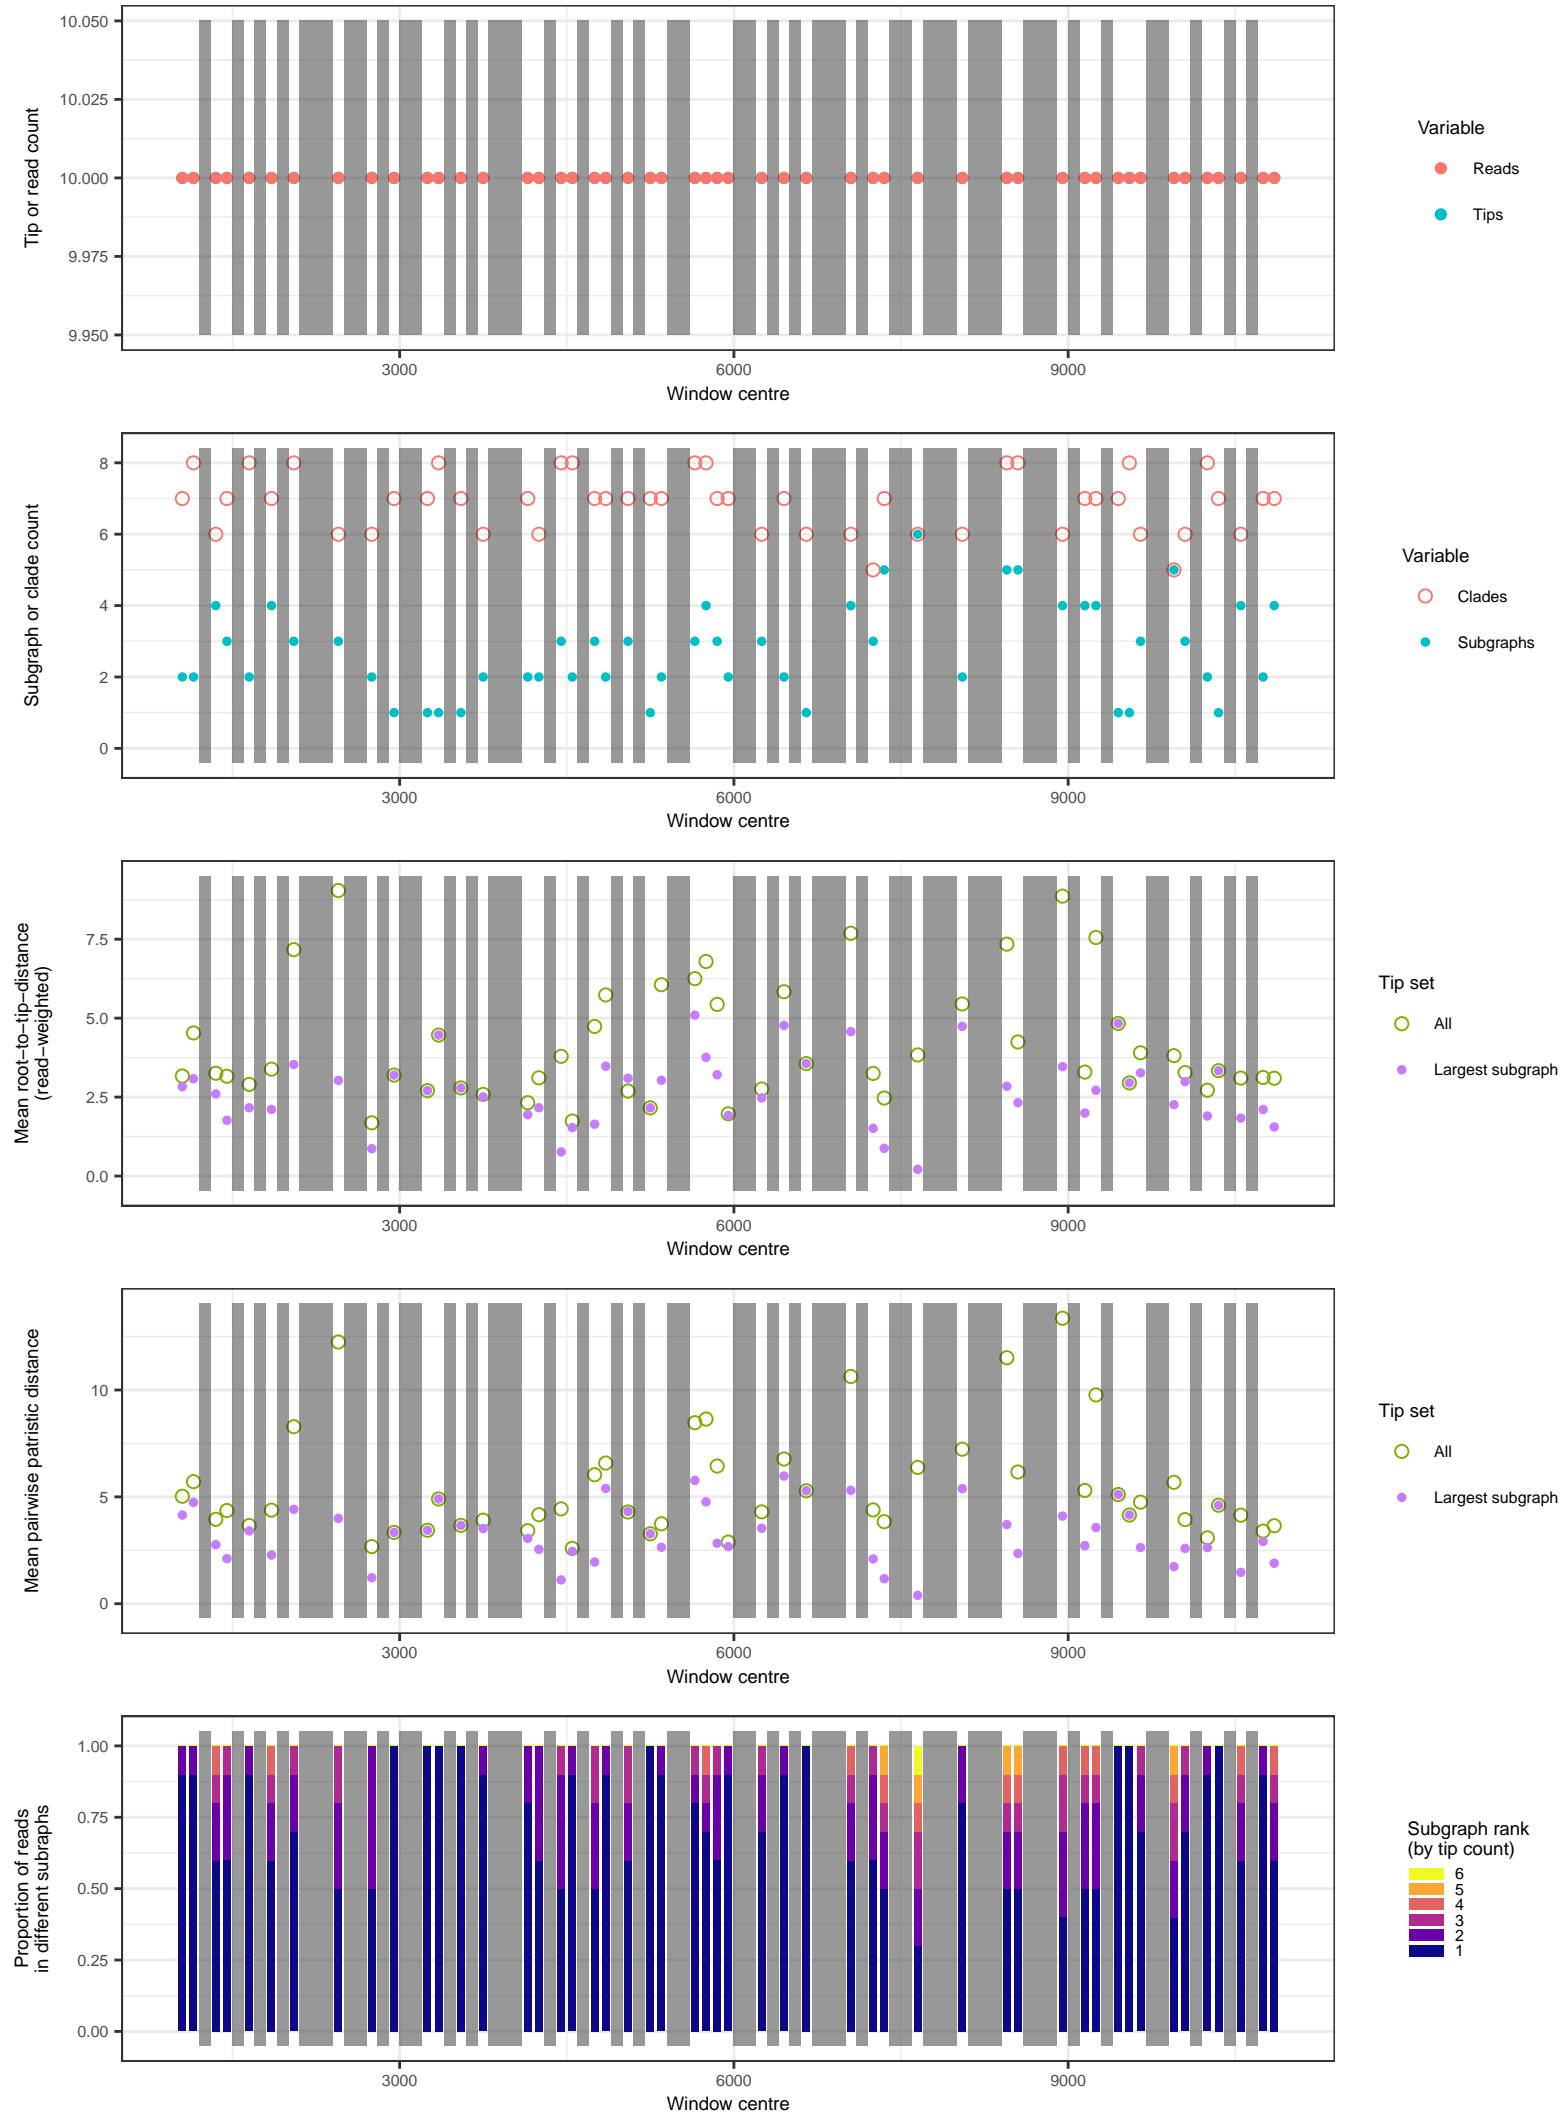 10.050
10.025
10.000
9.975
9.950
Tip or read count
3000
6000
9000
Window centre
Variable
Reads
Tips
8
6
4
2
0
Subgraph or clade count
3000
6000
9000
Window centre
Variable
Clades
Subgraphs
7.5
5.0
2.5
0.0
Mean root−to−tip−distance
(read−weighted)
3000
6000
9000
Window centre
Tip set
All
Largest subgraph
10
5
0
Mean pairwise patristic distance
3000
6000
9000
Window centre
Tip set
All
Largest subgraph
1.00
0.75
0.50
0.25
0.00
Proportion of reads
in different subraphs
3000
6000
9000
Window centre
Subgraph rank
(by tip count)
6
5
4
3
2
1